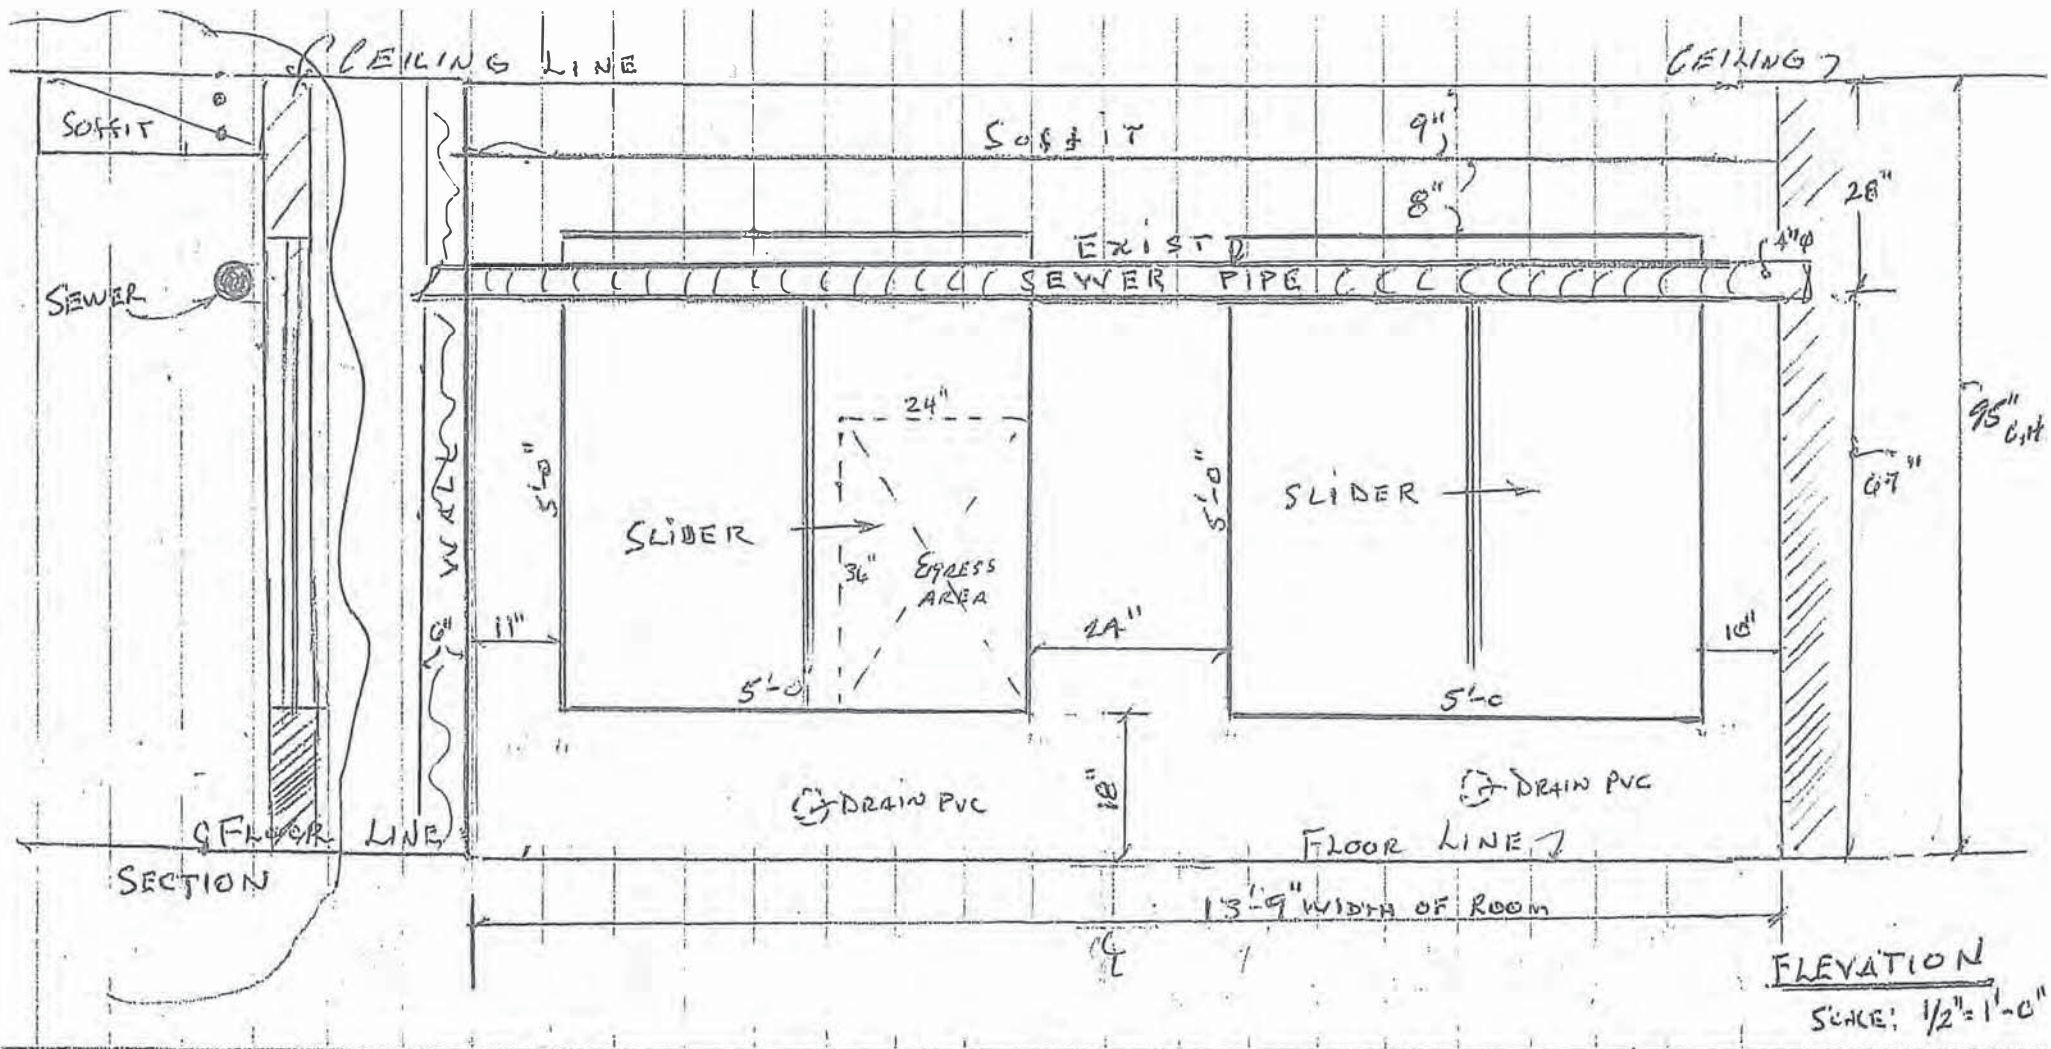 CEILING LINE
CEILING
SOFFIT
SOFFIT
9"
8"
28"
EXIST
4"Φ
SEWER PIPE
SEWER
WALL
5'-0"
24"
SLIDER
36"
EGRESS
AREA
5'-0"
SLIDER
95"
C.H
67"
6"
11"
24"
10"
5'-0
5'-0
18"
DRAIN PVC
DRAIN PVC
FLOOR LINE
FLOOR LINE
SECTION
13'-9" WIDTH OF ROOM
CL
ELEVATION
SCALE: 1/2"=1'-0"